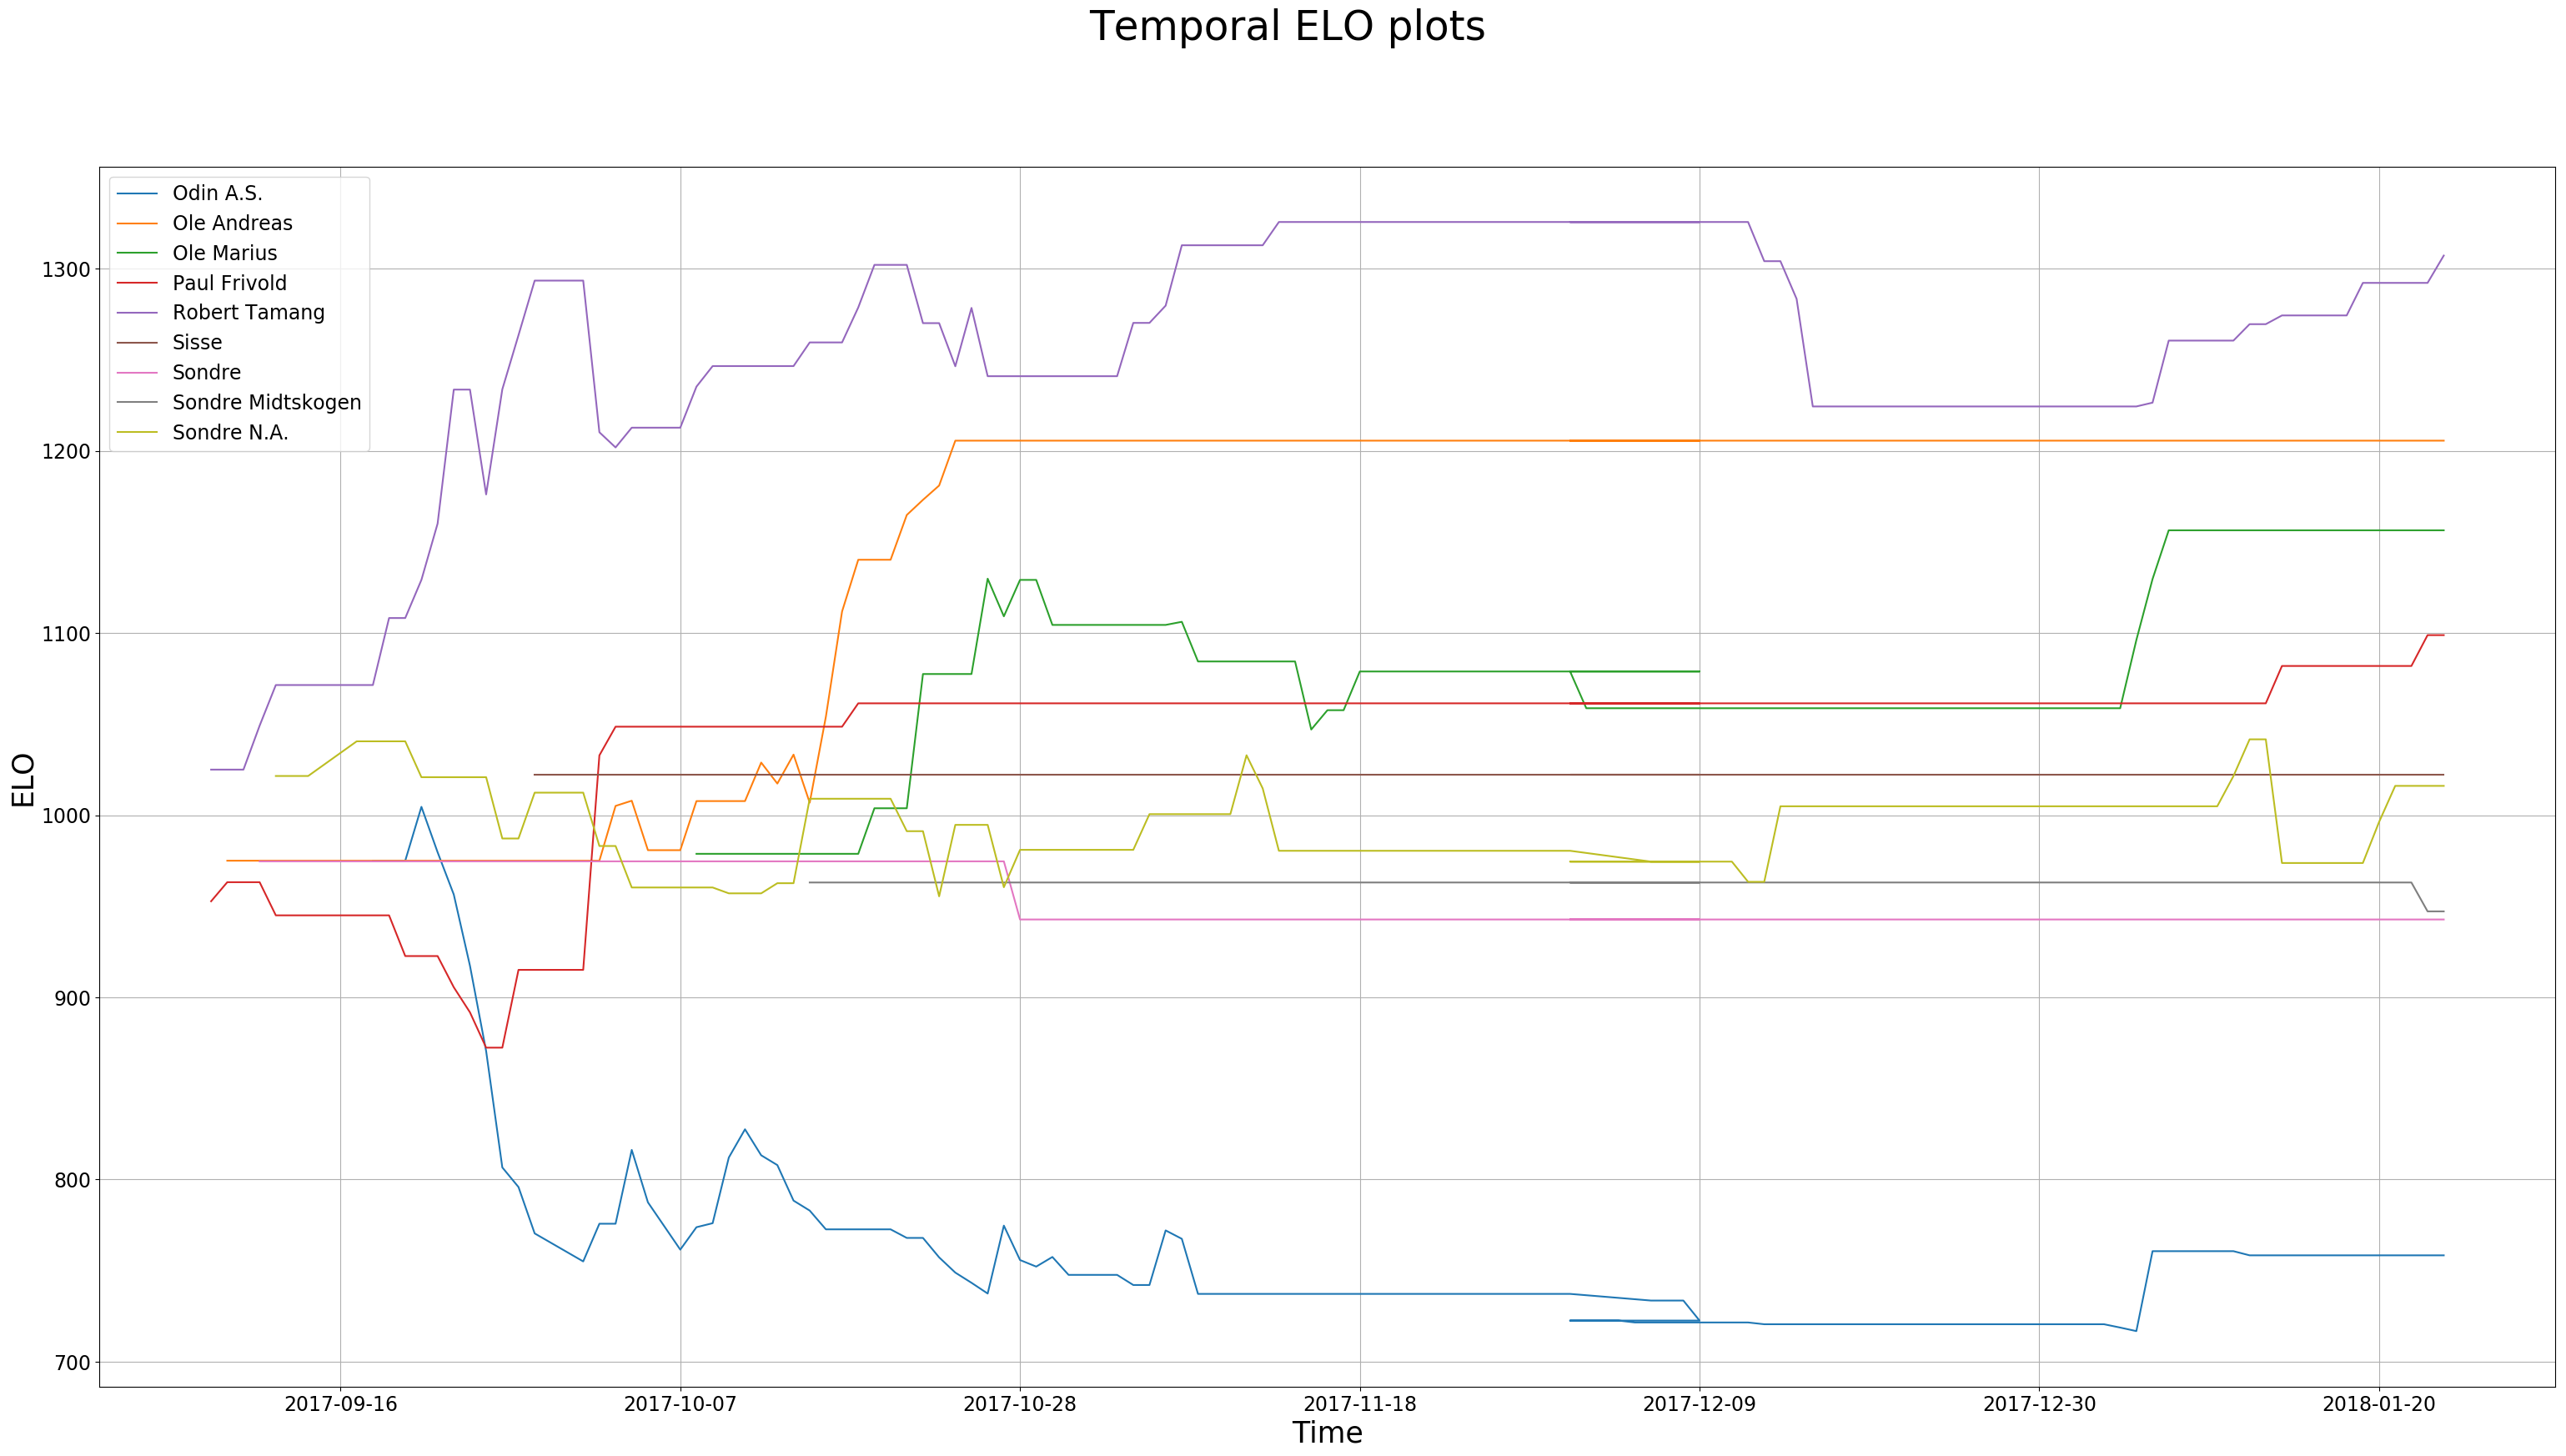 Temporal ELO plots
Odin A.S.
Ole Andreas
Ole Marius
Paul Frivold
Robert Tamang
Sisse
Sondre
Sondre Midtskogen
Sondre N.A.
1300
1200
1100
1000
900
800
700
ELO
2017-09-16
2017-10-07
2017-10-28
2017-11-18
2017-12-09
2017-12-30
2018-01-20
Time